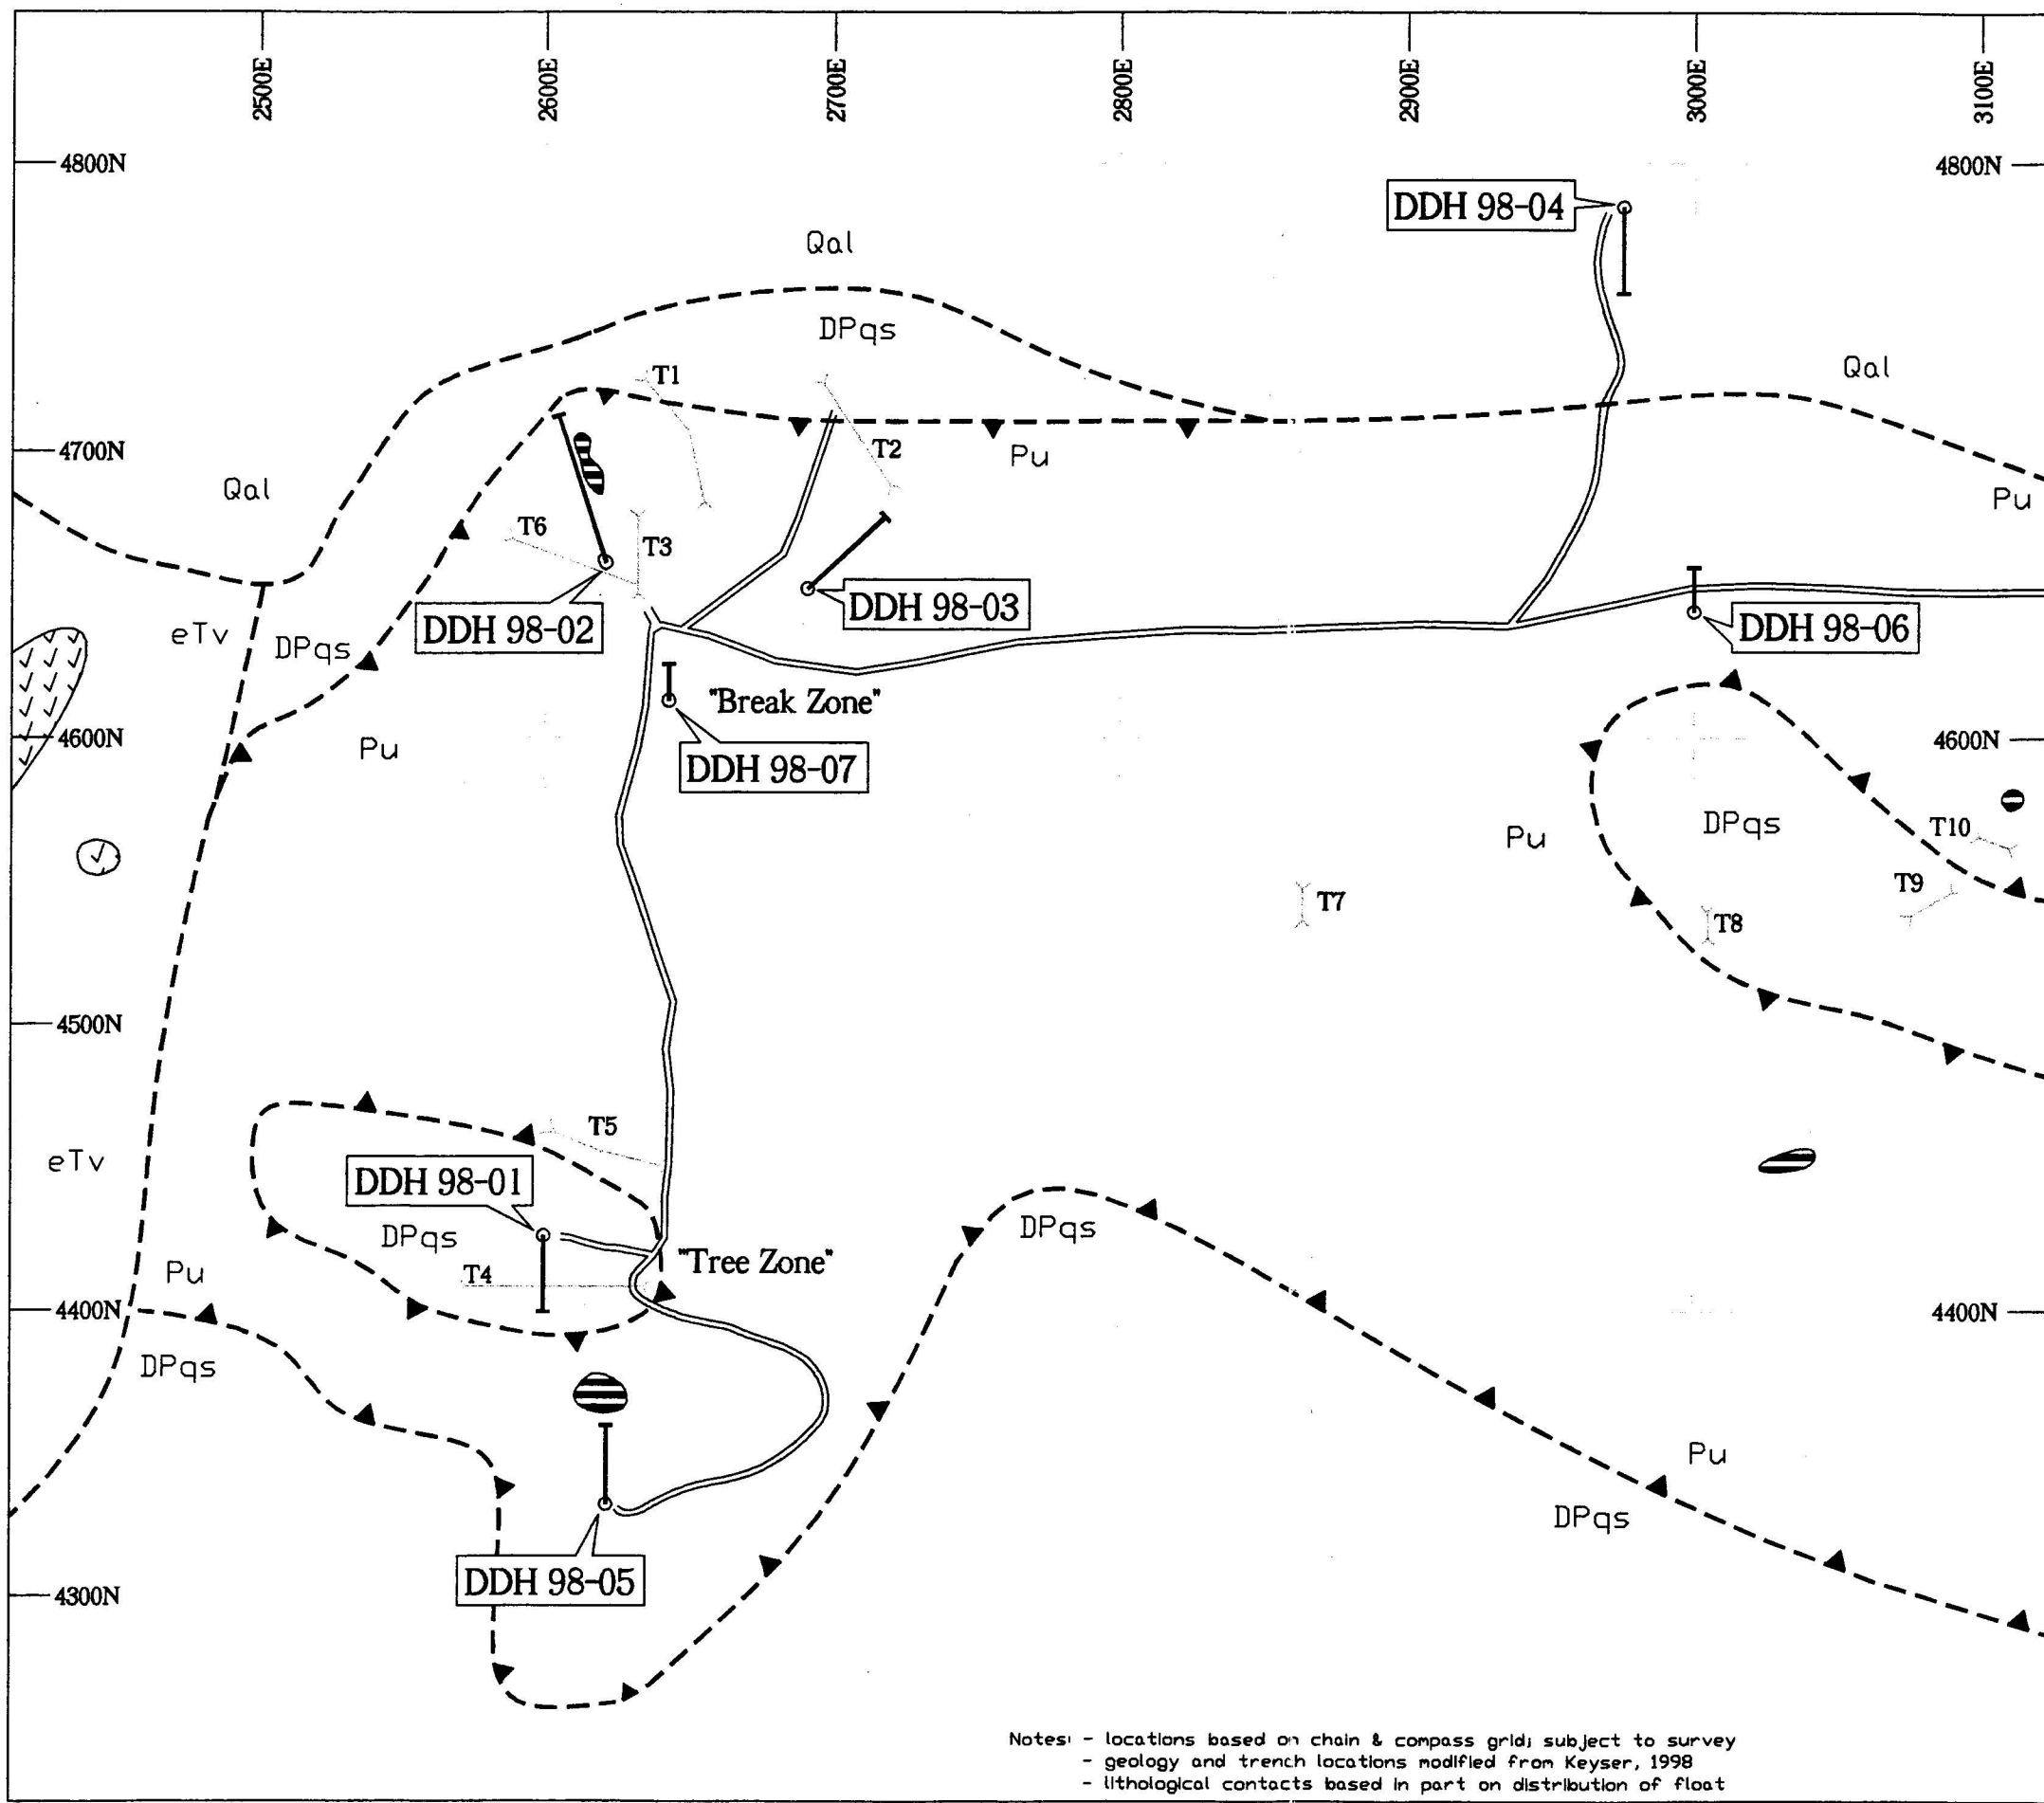 2500E
2600E
2700E
2800E
2900E
3000E
3100E
4800N
4800N
DDH 98-04
Qal
DPqs
Qal
T1
T2
4700N
Pu
Qal
Pu
T6
T3
DDH 98-03
DDH 98-02
DDH 98-06
eTv
DPqs
"Break Zone"
4600N
Pu
4600N
DDH 98-07
Pu
DPqs
T10
T9
T7
T8
4500N
T5
eTv
DDH 98-01
DPqs
DPqs
"Tree Zone"
Pu
T4
4400N
4400N
DPqs
Pu
DPqs
DDH 98-05
4300N
Notes: - locations based on chain & compass grid; subject to survey
- geology and trench locations modified from Keyser, 1998
- lithological contacts based in part on distribution of float